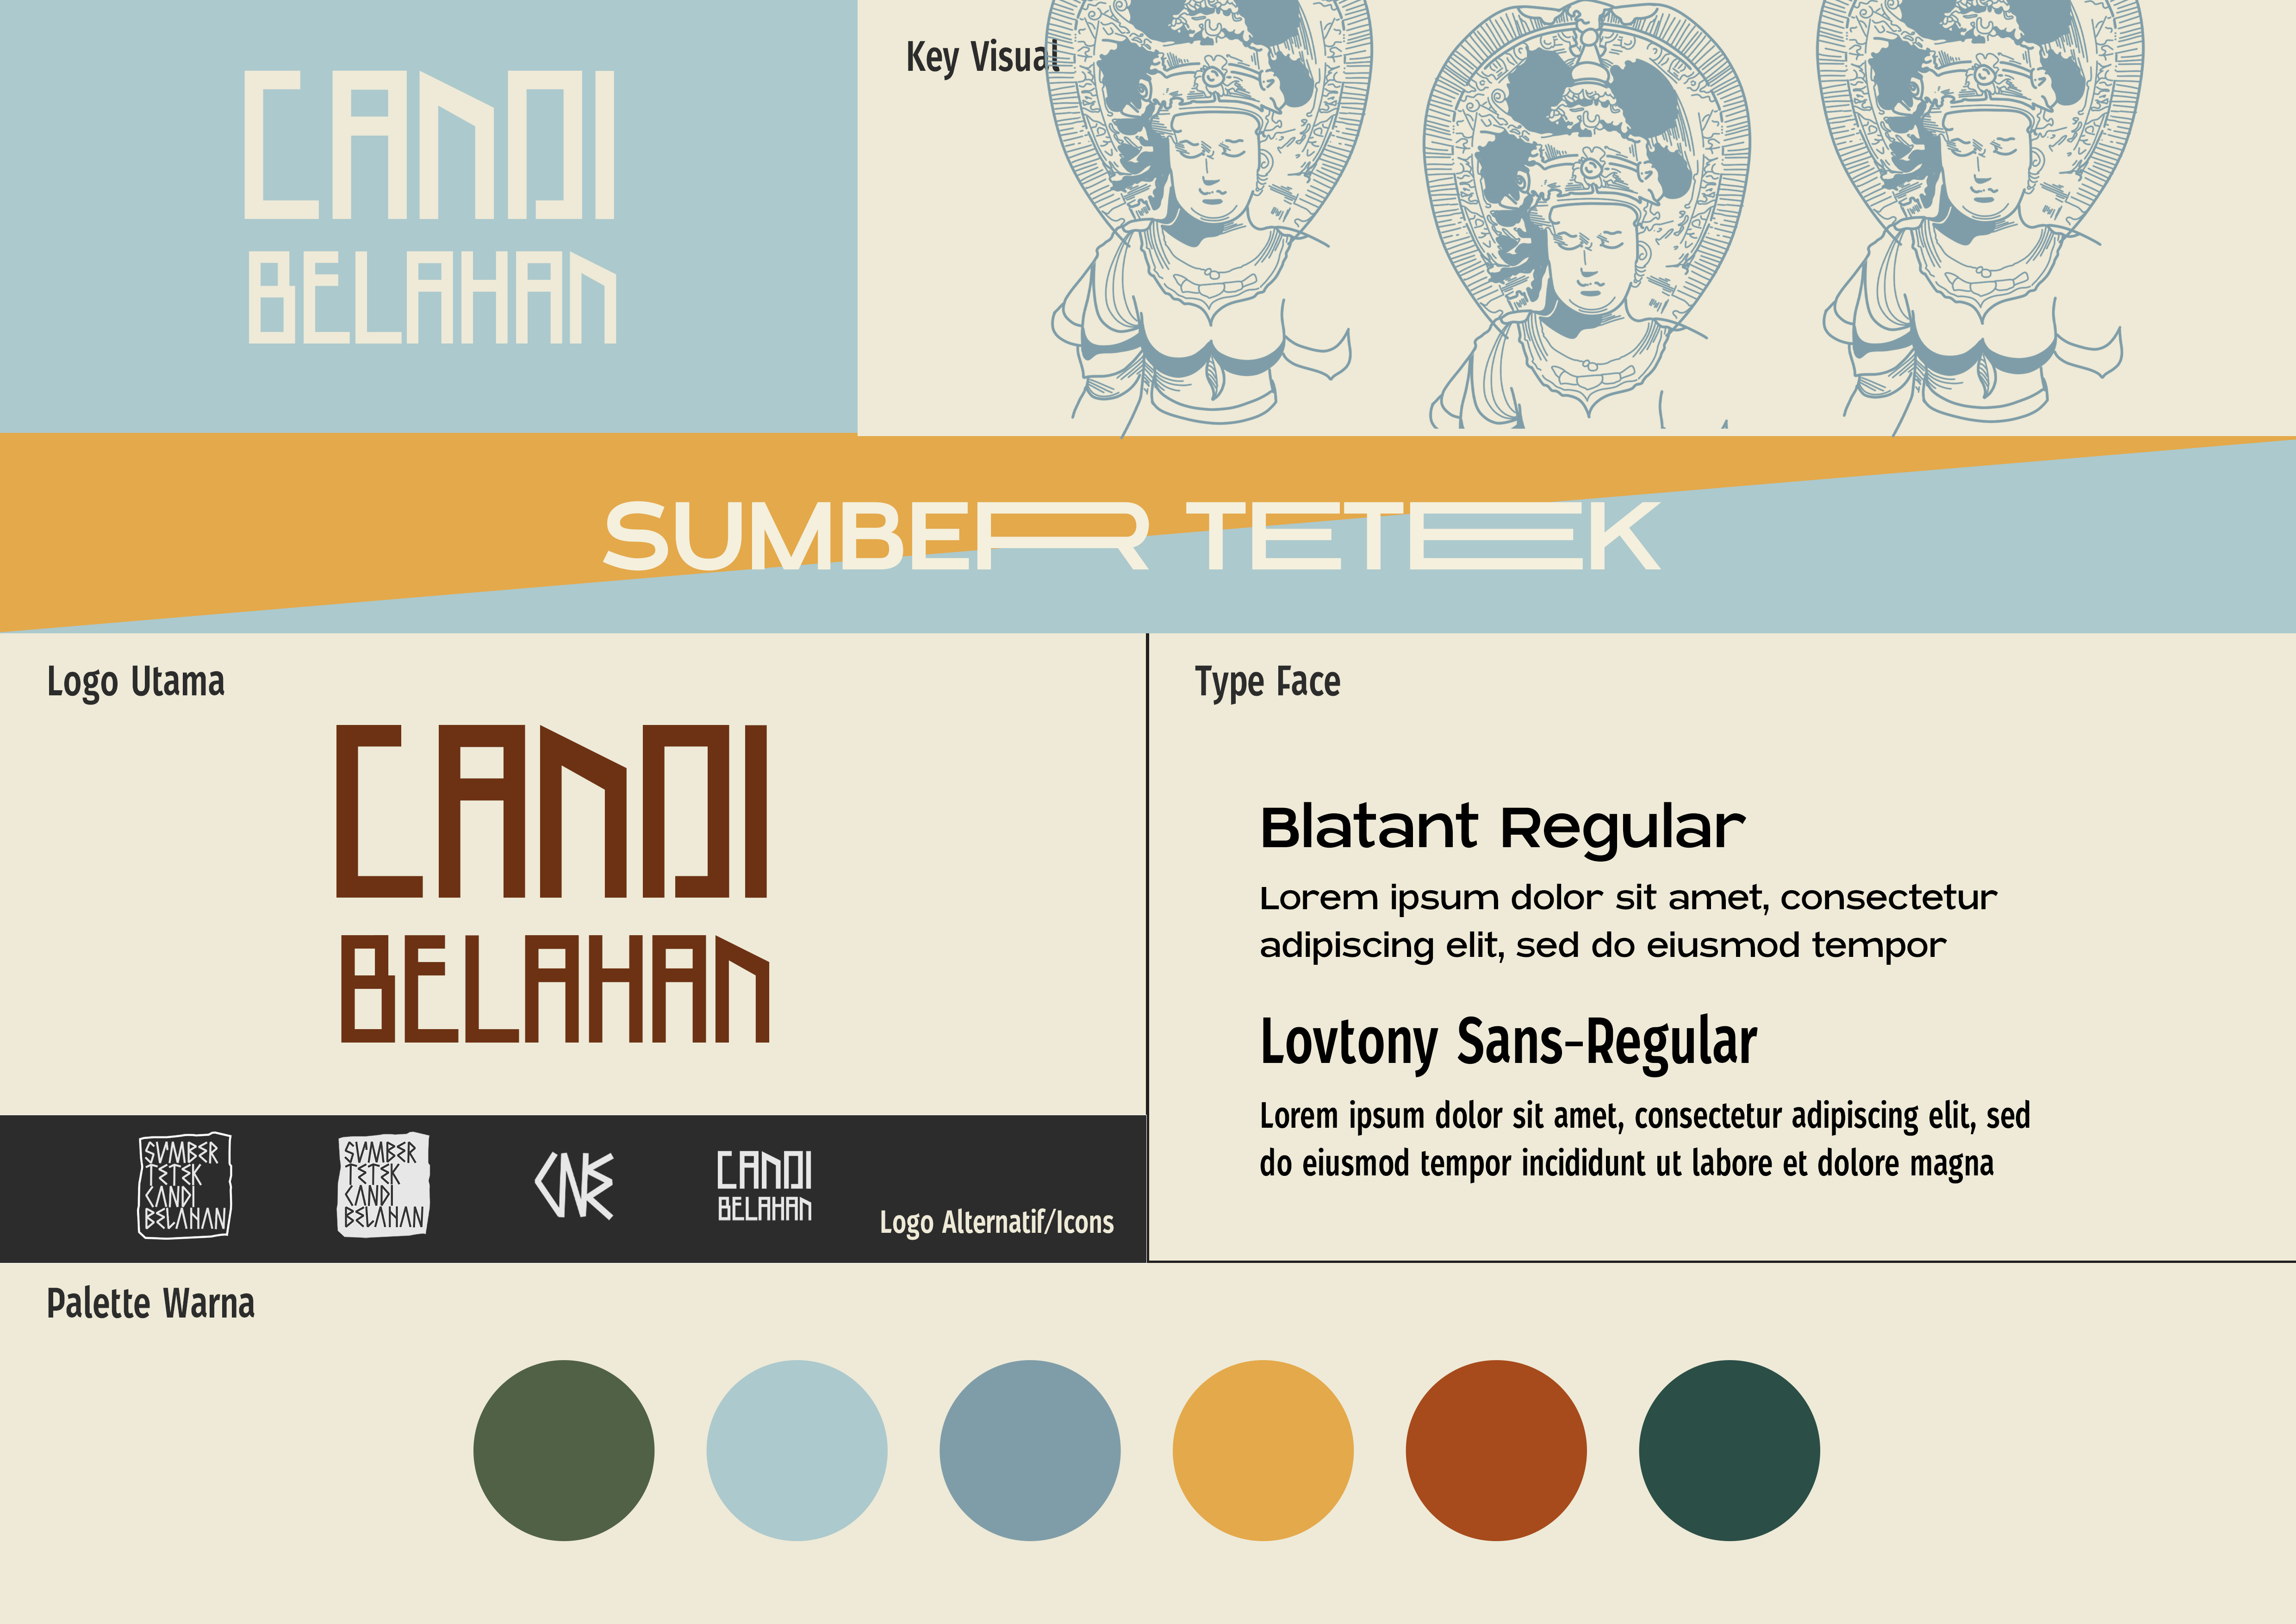 CANDI
BELAHAN
Key Visual
SUMBER TETEK
Logo Utama
CANDI
BELAHAN
SUMBER
TETEK
CANDI
BELAHAN
SUMBER
TETEK
CANDI
BELAHAN
CANDI
BELAHAN
Logo Alternatif/Icons
Type Face
Blatant Regular
Lorem ipsum dolor sit amet, consectetur
adipiscing elit, sed do eiusmod tempor
Lovtony Sans-Regular
Lorem ipsum dolor sit amet, consectetur adipiscing elit, sed
do eiusmod tempor incididunt ut labore et dolore magna
Palette Warna